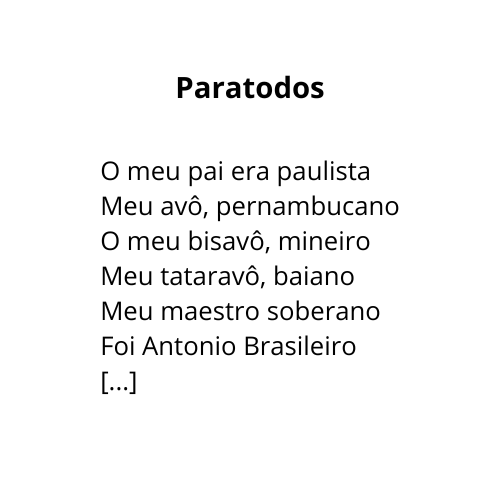 Paratodos
O meu pai era paulista
Meu avô, pernambucano
O meu bisavô, mineiro
Meu tataravô, baiano
Meu maestro soberano
Foi Antonio Brasileiro
[...]